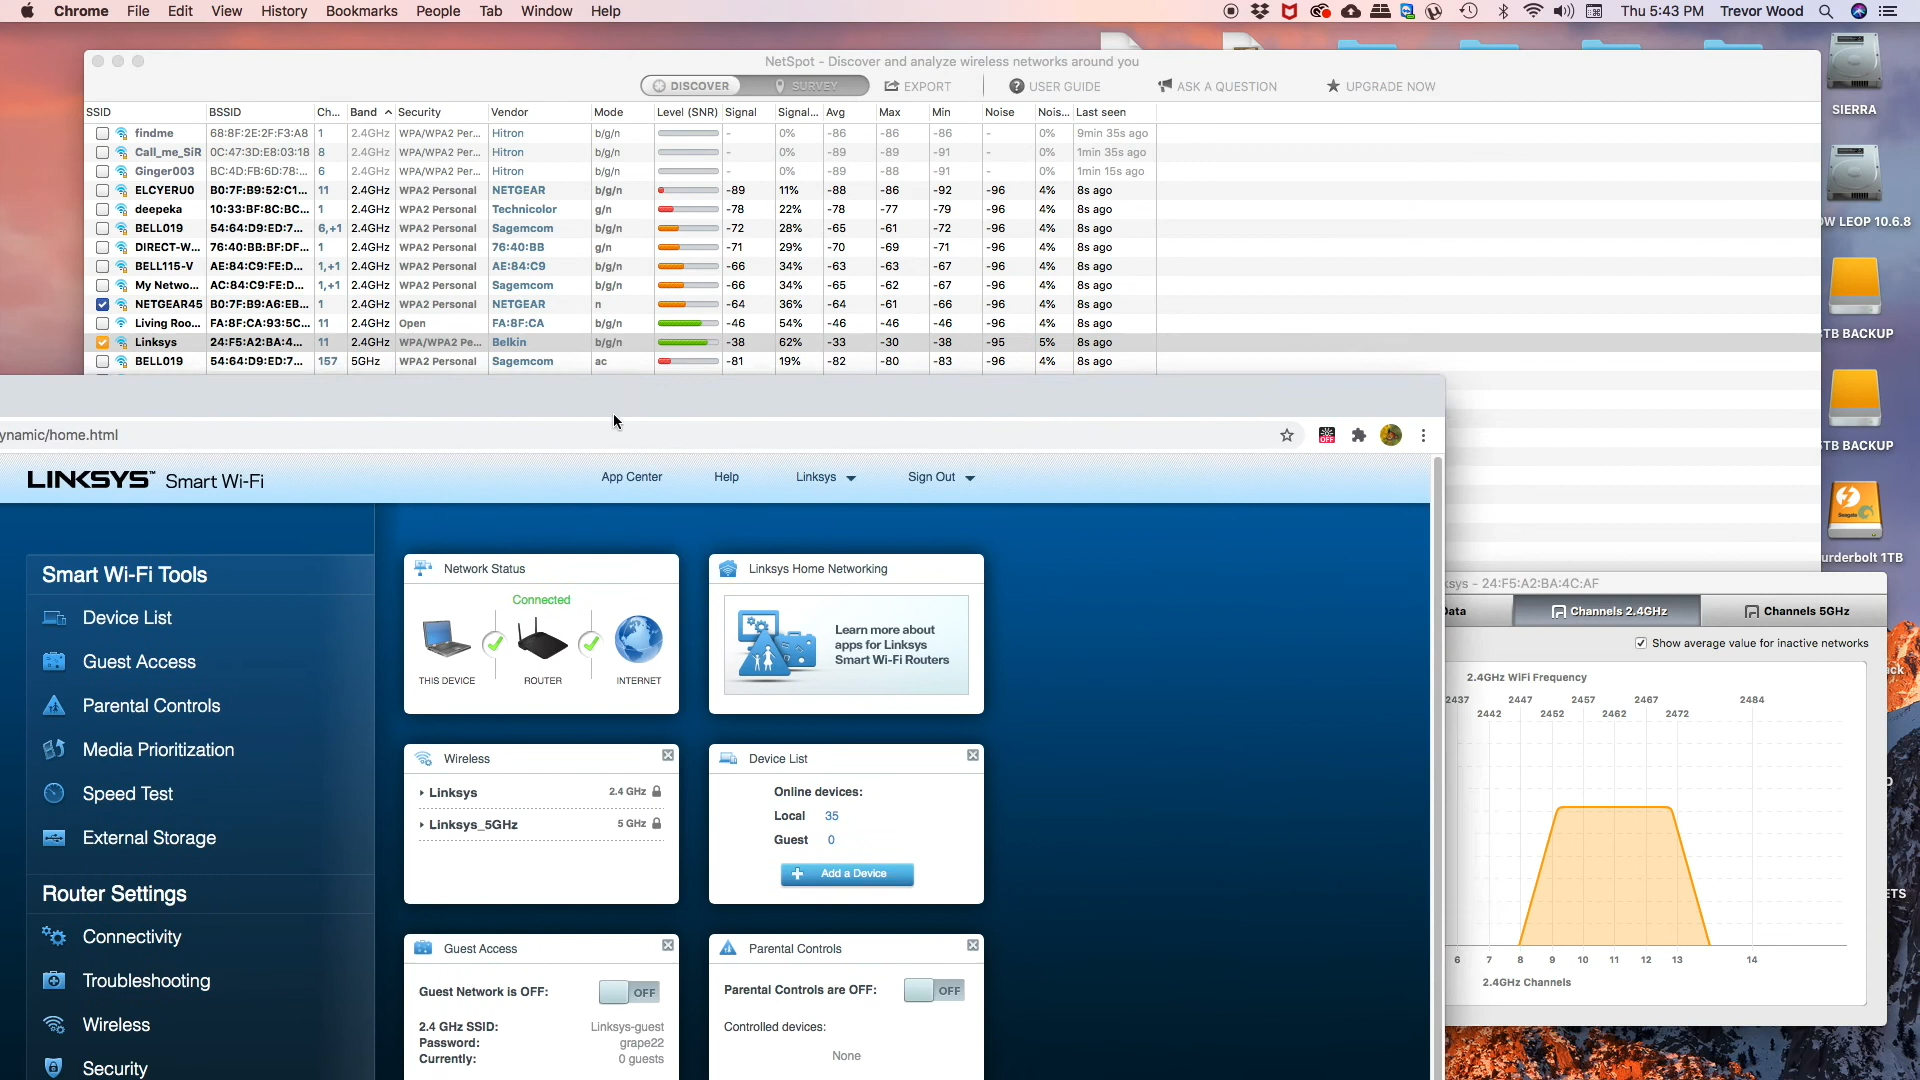 Chrome File Edit View History Bookmarks People Tab Window Help Thu 5:43 PM Trevor Wood
NetSpot - Discover and analyze wireless networks around you
DISCOVER SURVEY EXPORT USER GUIDE ASK A QUESTION UPGRADE NOW
SSID BSSID Ch... Band Security Vendor Mode Level (SNR) Signal Signal... Avg Max Min Noise Nois... Last seen
findme 68:8F:2E:2F:F3:A8 1 2.4GHz WPA/WPA2 Per... Hitron b/g/n - 0% -86 -86 -86 - 0% 9min 35s ago
Call_me_SiR 0C:47:3D:E8:03:18 8 2.4GHz WPA/WPA2 Per... Hitron b/g/n - 0% -89 -89 -91 - 0% 1min 35s ago
Ginger003 BC:4D:FB:6D:78:... 6 2.4GHz WPA/WPA2 Per... Hitron b/g/n - 0% -89 -88 -91 - 0% 1min 15s ago
ELCYERU0 B0:7F:B9:52:C1... 11 2.4GHz WPA2 Personal NETGEAR b/g/n -89 11% -88 -86 -92 -96 4% 8s ago
deepeka 10:33:BF:8C:BC... 1 2.4GHz WPA2 Personal Technicolor g/n -78 22% -78 -77 -79 -96 4% 8s ago
BELL019 54:64:D9:ED:7... 6,+1 2.4GHz WPA2 Personal Sagemcom b/g/n -72 28% -65 -61 -72 -96 4% 8s ago
DIRECT-W... 76:40:BB:BF:DF... 1 2.4GHz WPA2 Personal 76:40:BB g/n -71 29% -70 -69 -71 -96 4% 8s ago
BELL115-V AE:84:C9:FE:D... 1,+1 2.4GHz WPA2 Personal AE:84:C9 b/g/n -66 34% -63 -63 -67 -96 4% 8s ago
My Netwo... AC:84:C9:FE:D... 1,+1 2.4GHz WPA2 Personal Sagemcom b/g/n -66 34% -65 -62 -67 -96 4% 8s ago
NETGEAR45 B0:7F:B9:A6:EB... 1 2.4GHz WPA2 Personal NETGEAR n -64 36% -64 -61 -66 -96 4% 8s ago
Living Roo... FA:8F:CA:93:5C... 11 2.4GHz Open FA:8F:CA b/g/n -46 54% -46 -46 -46 -96 4% 8s ago
Linksys 24:F5:A2:BA:4... 11 2.4GHz WPA/WPA2 Pe... Belkin b/g/n -38 62% -33 -30 -38 -95 5% 8s ago
BELL019 54:64:D9:ED:7... 157 5GHz WPA2 Personal Sagemcom ac -81 19% -82 -80 -83 -96 4% 8s ago
SIERRA
OW LEOP 10.6.8
TB BACKUP
TB BACKUP
Seagate
urderbolt 1TB
ynamic/home.html
OFF
LINKSYS™ Smart Wi-Fi
App Center Help Linksys Sign Out
Smart Wi-Fi Tools
Device List
Guest Access
Parental Controls
Media Prioritization
Speed Test
External Storage
Router Settings
Connectivity
Troubleshooting
Wireless
Security
Network Status
Connected
THIS DEVICE ROUTER INTERNET
Linksys Home Networking
Learn more about
apps for Linksys
Smart Wi-Fi Routers
Wireless
Linksys 2.4 GHz
Linksys_5GHz 5 GHz
Device List
Online devices:
Local 35
Guest 0
Add a Device
Guest Access
Guest Network is OFF: OFF
2.4 GHz SSID: Linksys-guest
Password: grape22
Currently: 0 guests
Parental Controls
Parental Controls are OFF: OFF
Controlled devices:
None
ksys - 24:F5:A2:BA:4C:AF
Data Channels 2.4GHz Channels 5GHz
Show average value for inactive networks
2.4GHz WiFi Frequency
2437 2447 2457 2467 2484
2442 2452 2462 2472
6 7 8 9 10 11 12 13 14
2.4GHz Channels
ck
ETS